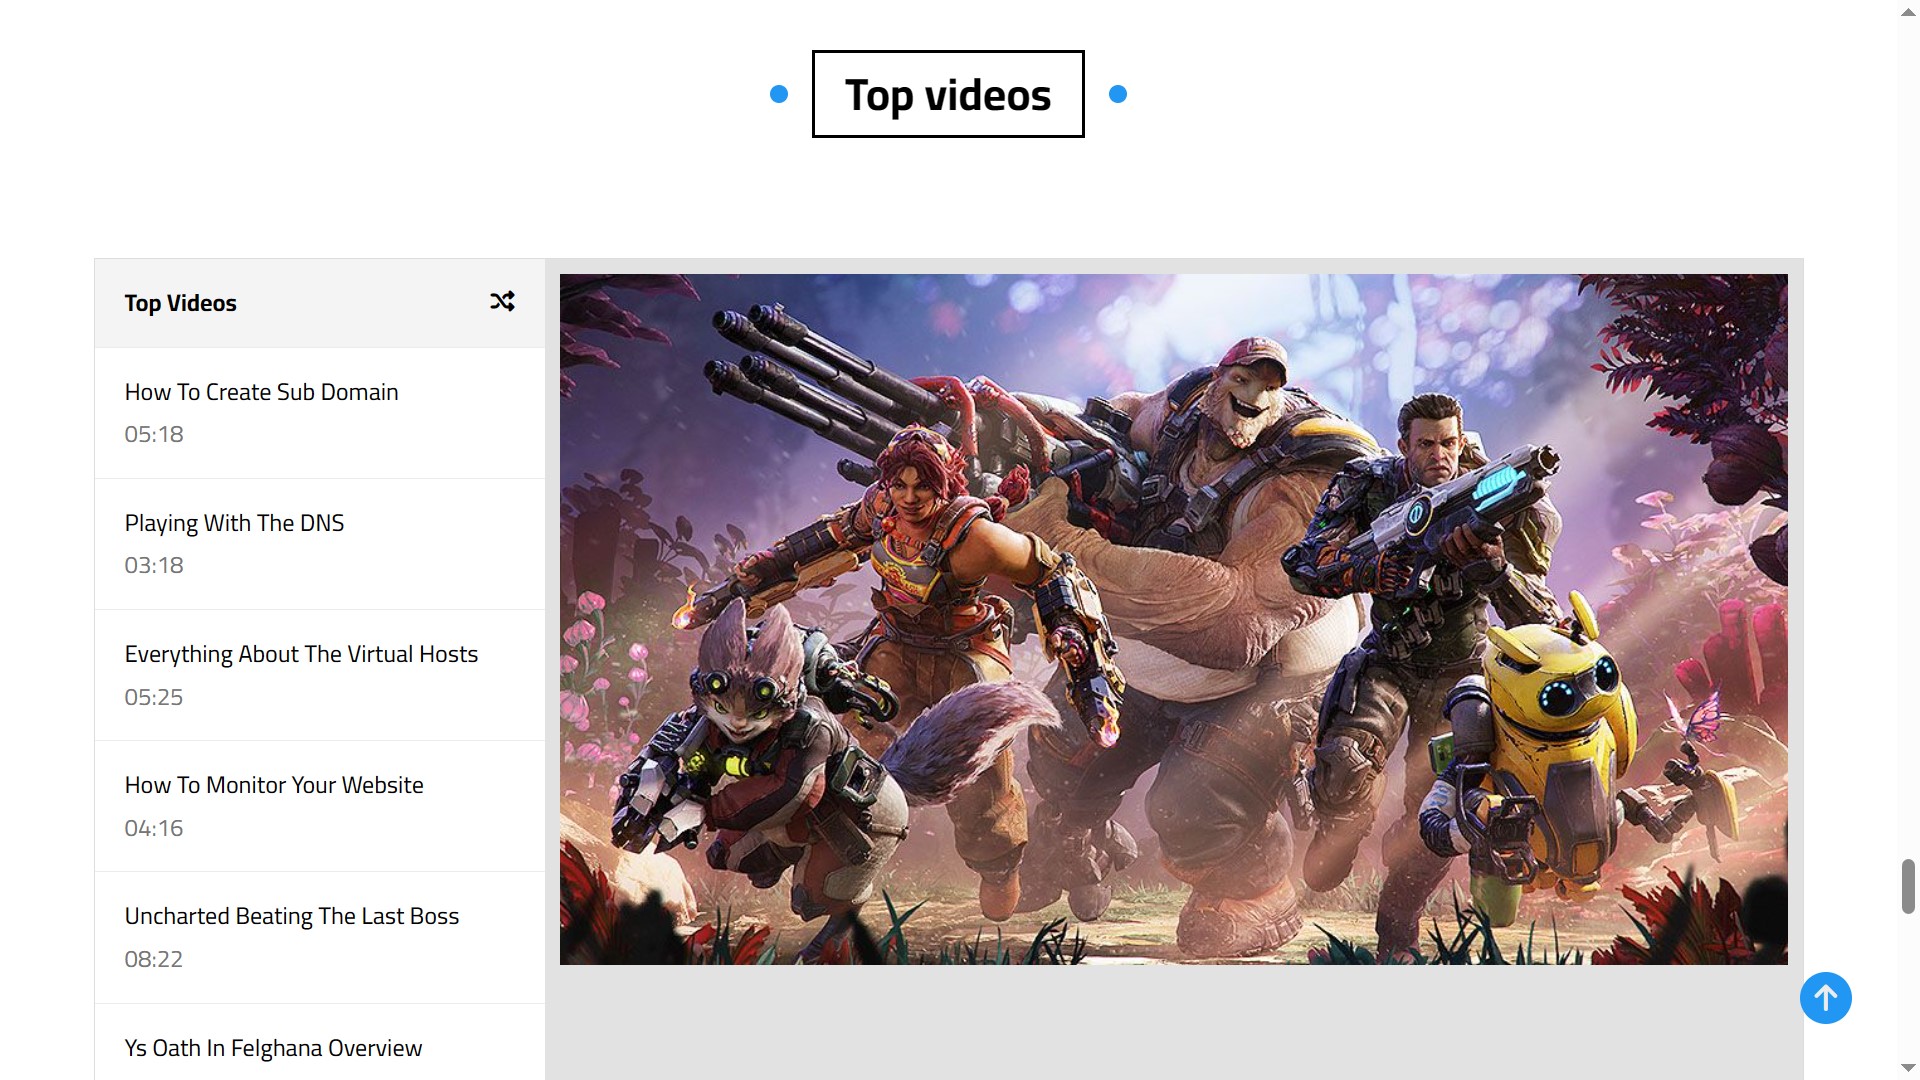 Top videos
Top Videos
How To Create Sub Domain
05:18
Playing With The DNS
03:18
Everything About The Virtual Hosts
05:25
How To Monitor Your Website
04:16
Uncharted Beating The Last Boss
08:22
Ys Oath In Felghana Overview